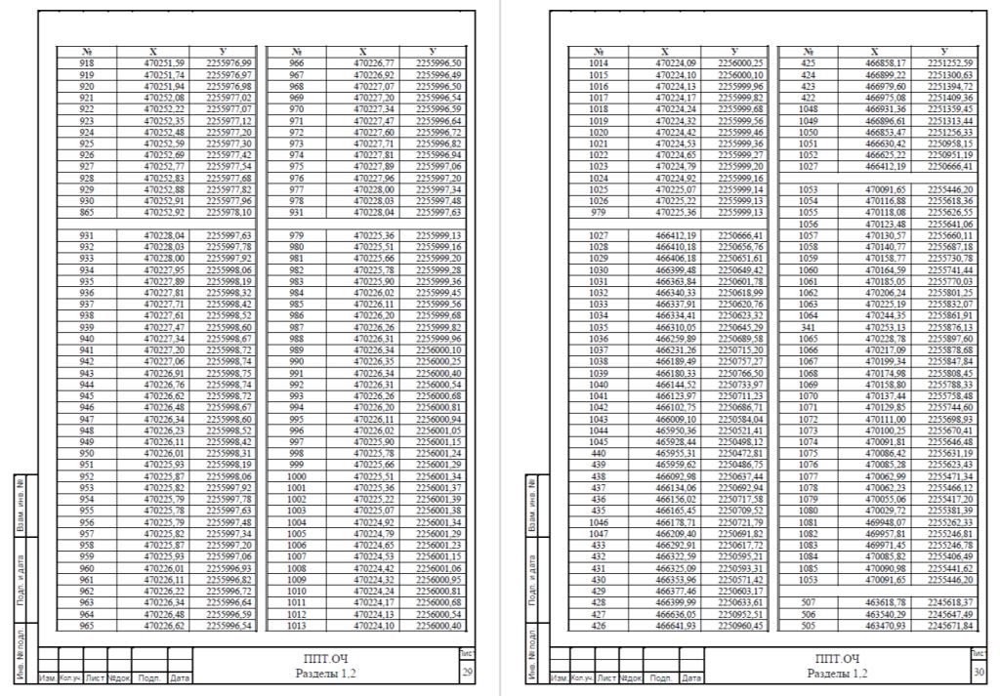 № X У
918 470251,59 2255976,99
919 470251,74 2255976,97
920 470251,94 2255976,98
921 470252,08 2255977,02
922 470252,22 2255977,07
923 470252,35 2255977,12
924 470252,48 2255977,20
925 470252,59 2255977,30
926 470252,69 2255977,42
927 470252,77 2255977,54
928 470252,83 2255977,68
929 470252,88 2255977,82
930 470252,91 2255977,96
865 470252,92 2255978,10
931 470228,04 2255997,63
932 470228,03 2255997,78
933 470228,00 2255997,92
934 470227,95 2255998,06
935 470227,89 2255998,19
936 470227,81 2255998,32
937 470227,71 2255998,42
938 470227,61 2255998,52
939 470227,47 2255998,60
940 470227,34 2255998,67
941 470227,20 2255998,72
942 470227,06 2255998,74
943 470226,91 2255998,75
944 470226,76 2255998,74
945 470226,62 2255998,72
946 470226,48 2255998,67
947 470226,34 2255998,60
948 470226,23 2255998,52
949 470226,11 2255998,42
950 470226,01 2255998,31
951 470225,93 2255998,19
952 470225,87 2255998,06
953 470225,82 2255997,92
954 470225,79 2255997,78
955 470225,78 2255997,63
956 470225,79 2255997,48
957 470225,82 2255997,34
958 470225,87 2255997,20
959 470225,93 2255997,06
960 470226,01 2255996,93
961 470226,11 2255996,82
962 470226,22 2255996,72
963 470226,34 2255996,64
964 470226,48 2255996,59
965 470226,62 2255996,54
№ X У
966 470226,77 2255996,50
967 470226,92 2255996,49
968 470227,07 2255996,50
969 470227,20 2255996,54
970 470227,34 2255996,59
971 470227,47 2255996,64
972 470227,60 2255996,72
973 470227,71 2255996,82
974 470227,81 2255996,94
975 470227,89 2255997,06
976 470227,96 2255997,20
977 470228,00 2255997,34
978 470228,03 2255997,48
931 470228,04 2255997,63
979 470225,36 2255999,13
980 470225,51 2255999,16
981 470225,66 2255999,20
982 470225,78 2255999,28
983 470225,90 2255999,36
984 470226,02 2255999,45
985 470226,11 2255999,56
986 470226,20 2255999,68
987 470226,26 2255999,82
988 470226,31 2255999,96
989 470226,34 2256000,10
990 470226,35 2256000,25
991 470226,34 2256000,40
992 470226,31 2256000,54
993 470226,26 2256000,68
994 470226,20 2256000,81
995 470226,11 2256000,94
996 470226,02 2256001,05
997 470225,90 2256001,15
998 470225,78 2256001,24
999 470225,66 2256001,29
1000 470225,51 2256001,34
1001 470225,36 2256001,37
1002 470225,22 2256001,39
1003 470225,07 2256001,38
1004 470224,92 2256001,34
1005 470224,79 2256001,29
1006 470224,65 2256001,23
1007 470224,53 2256001,15
1008 470224,42 2256001,06
1009 470224,32 2256000,95
1010 470224,24 2256000,81
1011 470224,17 2256000,68
1012 470224,13 2256000,54
1013 470224,10 2256000,40
Взам. инв. №
Подп. и дата
Инв. № подл.
Изм. Кол.уч. Лист №док. Подп. Дата
ППТ.ОЧ
Разделы 1,2
Лист
29
№ X У
1014 470224,09 2256000,25
1015 470224,10 2256000,10
1016 470224,13 2255999,96
1017 470224,17 2255999,82
1018 470224,24 2255999,68
1019 470224,32 2255999,56
1020 470224,42 2255999,46
1021 470224,53 2255999,36
1022 470224,65 2255999,27
1023 470224,79 2255999,20
1024 470224,92 2255999,16
1025 470225,07 2255999,14
1026 470225,22 2255999,13
979 470225,36 2255999,13
1027 466412,19 2250666,41
1028 466410,18 2250656,76
1029 466406,18 2250651,61
1030 466399,48 2250649,42
1031 466363,84 2250601,78
1032 466340,33 2250618,99
1033 466337,91 2250620,76
1034 466334,41 2250623,32
1035 466310,05 2250645,29
1036 466259,89 2250689,58
1037 466231,26 2250715,20
1038 466189,49 2250757,27
1039 466180,33 2250766,50
1040 466144,52 2250733,97
1041 466123,97 2250711,23
1042 466102,75 2250686,71
1043 466009,10 2250584,04
1044 465950,36 2250521,41
1045 465928,44 2250498,12
440 465955,31 2250472,81
439 465959,62 2250486,75
438 466092,98 2250637,44
437 466134,06 2250692,94
436 466156,02 2250717,58
435 466165,45 2250709,52
1046 466178,71 2250721,79
1047 466209,40 2250691,82
433 466292,91 2250617,72
432 466322,59 2250595,21
431 466325,09 2250593,31
430 466353,96 2250571,42
429 466377,46 2250603,17
428 466399,99 2250633,61
427 466636,05 2250952,51
426 466641,93 2250960,45
№ X У
425 466858,17 2251252,59
424 466899,22 2251300,63
423 466979,60 2251394,72
422 466975,08 2251409,36
1048 466931,36 2251359,45
1049 466896,61 2251313,44
1050 466853,47 2251256,33
1051 466630,42 2250958,15
1052 466625,22 2250951,19
1027 466412,19 2250666,41
1053 470091,65 2255446,20
1054 470116,88 2255618,36
1055 470118,08 2255626,55
1056 470123,48 2255641,06
1057 470130,57 2255660,11
1058 470140,77 2255687,18
1059 470158,77 2255730,78
1060 470164,59 2255741,44
1061 470185,05 2255770,03
1062 470206,24 2255801,25
1063 470225,19 2255832,07
1064 470244,35 2255861,91
341 470253,13 2255876,13
1065 470228,78 2255897,60
1066 470217,09 2255878,68
1067 470199,34 2255847,84
1068 470174,98 2255808,45
1069 470158,80 2255788,33
1070 470137,44 2255758,48
1071 470129,85 2255744,60
1072 470111,00 2255698,93
1073 470100,25 2255670,41
1074 470091,81 2255646,48
1075 470086,42 2255631,19
1076 470085,28 2255623,43
1077 470062,99 2255471,34
1078 470062,23 2255466,12
1079 470055,06 2255417,20
1080 470029,72 2255381,39
1081 469948,07 2255262,33
1082 469957,81 2255246,81
1083 469971,45 2255246,78
1084 470085,82 2255406,49
1085 470090,98 2255441,62
1053 470091,65 2255446,20
507 463618,78 2245618,37
506 463540,29 2245647,49
505 463470,93 2245671,84
Взам. инв. №
Подп. и дата
Инв. № подл.
Изм. Кол.уч. Лист №док. Подп. Дата
ППТ.ОЧ
Разделы 1,2
Лист
30